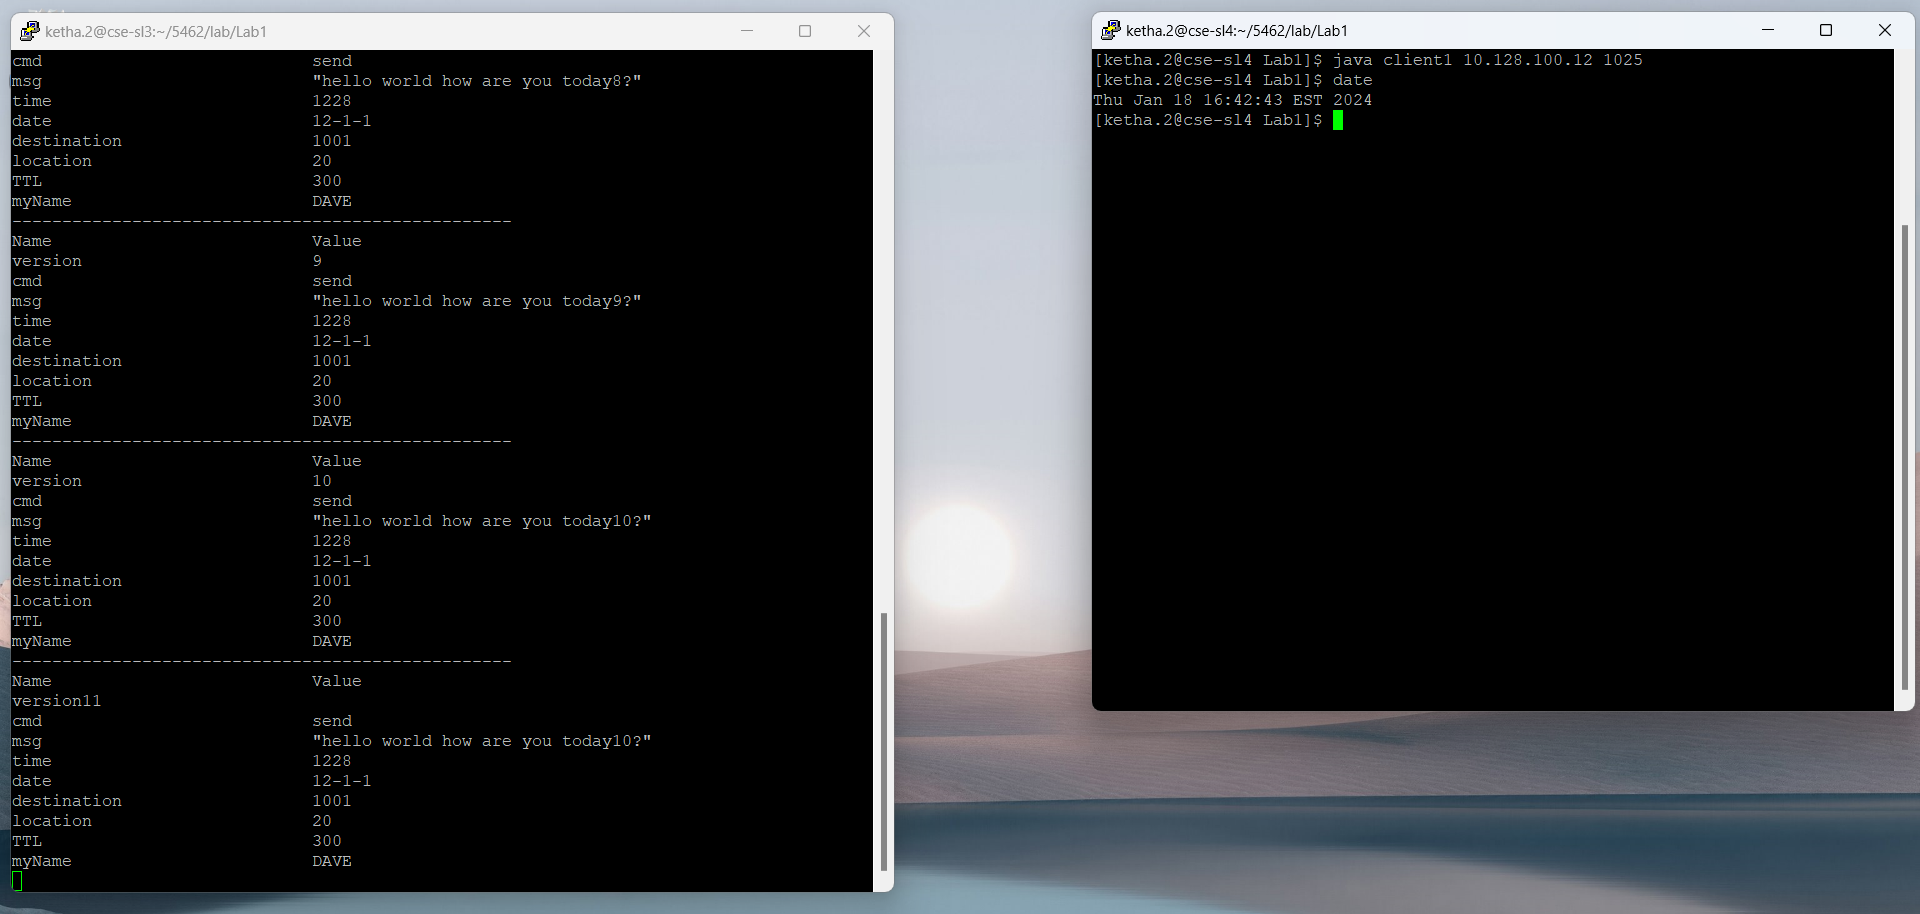 ketha.2@cse-sl3:~/5462/lab/Lab1
cmd send
msg "hello world how are you today8?"
time 1228
date 12-1-1
destination 1001
location 20
TTL 300
myName DAVE
--------------------------------------------------
Name Value
version 9
cmd send
msg "hello world how are you today9?"
time 1228
date 12-1-1
destination 1001
location 20
TTL 300
myName DAVE
--------------------------------------------------
Name Value
version 10
cmd send
msg "hello world how are you today10?"
time 1228
date 12-1-1
destination 1001
location 20
TTL 300
myName DAVE
--------------------------------------------------
Name Value
version11
cmd send
msg "hello world how are you today10?"
time 1228
date 12-1-1
destination 1001
location 20
TTL 300
myName DAVE
ketha.2@cse-sl4:~/5462/lab/Lab1
[ketha.2@cse-sl4 Lab1]$ java client1 10.128.100.12 1025
[ketha.2@cse-sl4 Lab1]$ date
Thu Jan 18 16:42:43 EST 2024
[ketha.2@cse-sl4 Lab1]$